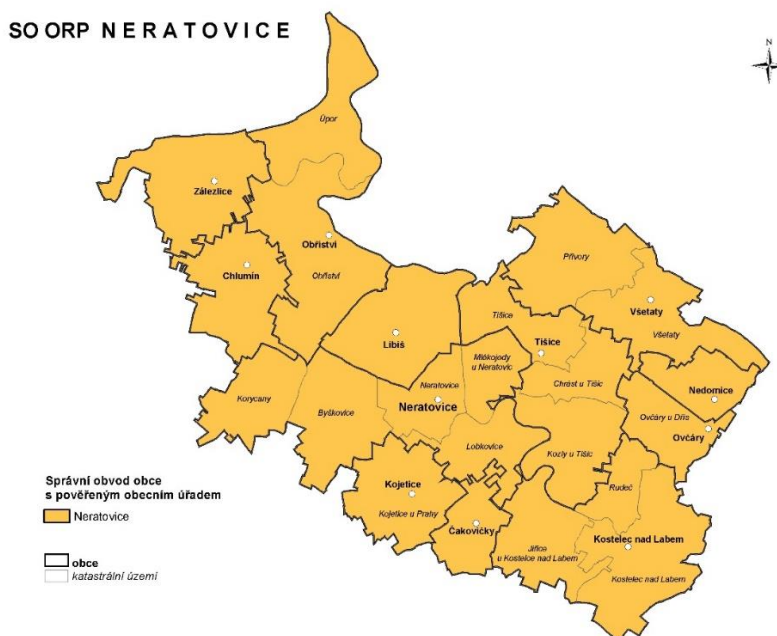 SO ORP NERATOVICE
N
Úpor
Zálezlice
Obříství
Obříství
Chlumín
Přívory
Všetaty
Všetaty
Tišice
Tišice
Libiš
Mlékojedy
u Neratovic
Chrást u Tišic
Nedomice
Neratovice
Neratovice
Korycany
Byškovice
Ovčáry u Dřís
Ovčáry
Lobkovice
Kozly u Tišic
Kojetice
Kojetice u Prahy
Rudeč
Čakovičky
Kostelec nad Labem
Jiřice
u Kostelce nad Labem
Kostelec nad Labem
Správní obvod obce
s pověřeným obecním úřadem
Neratovice
obce
katastrální území